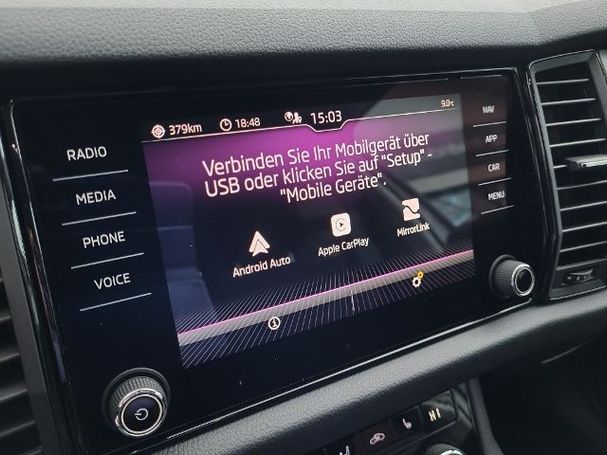 379km 18:48 15:03 9.0°C
RADIO
MEDIA
PHONE
VOICE
Verbinden Sie Ihr Mobilgerät über
USB oder klicken Sie auf "Setup" -
"Mobile Geräte".
Android Auto Apple CarPlay MirrorLink
NAV
APP
CAR
MENU